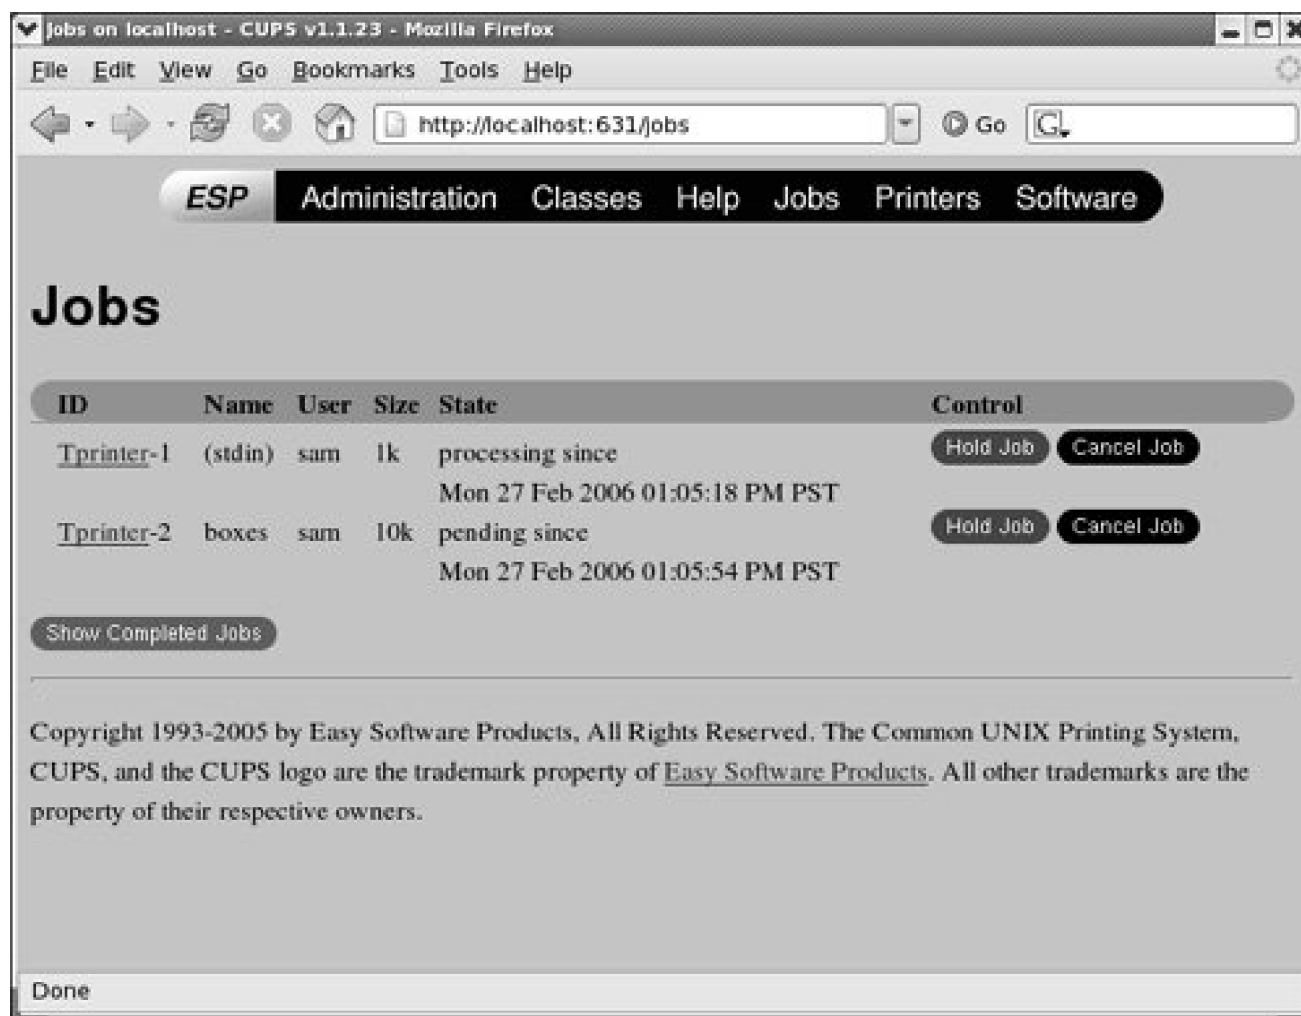 Jobs on localhost - CUPS v1.1.23 - Mozilla Firefox
File Edit View Go Bookmarks Tools Help
http://localhost:631/jobs Go G
ESP Administration Classes Help Jobs Printers Software
Jobs
ID Name User Size State Control
Tprinter-1 (stdin) sam 1k processing since Hold Job Cancel Job
Mon 27 Feb 2006 01:05:18 PM PST
Tprinter-2 boxes sam 10k pending since Hold Job Cancel Job
Mon 27 Feb 2006 01:05:54 PM PST
Show Completed Jobs
Copyright 1993-2005 by Easy Software Products, All Rights Reserved. The Common UNIX Printing System,
CUPS, and the CUPS logo are the trademark property of Easy Software Products. All other trademarks are the
property of their respective owners.
Done